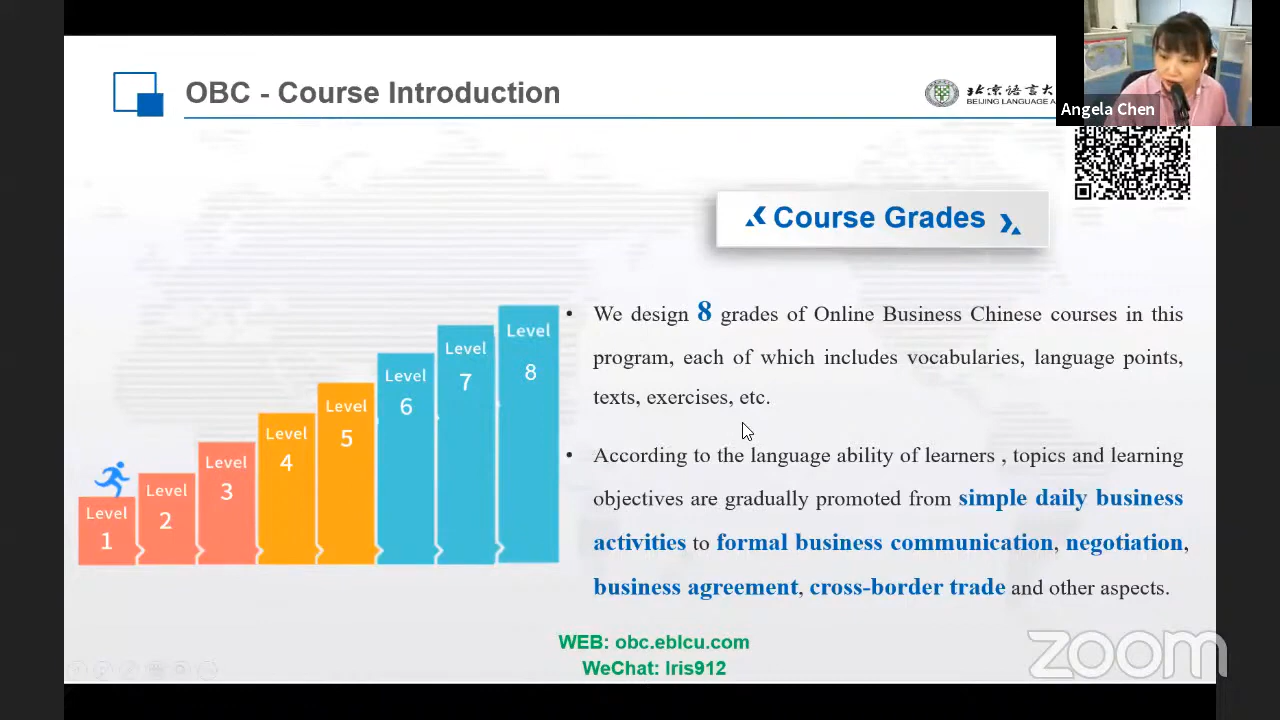 OBC - Course Introduction
北京语言大
BEIJING LANGUAGE A
Angela Chen
Course Grades
We design 8 grades of Online Business Chinese courses in this
program, each of which includes vocabularies, language points,
texts, exercises, etc.
According to the language ability of learners , topics and learning
objectives are gradually promoted from simple daily business
activities to formal business communication, negotiation,
business agreement, cross-border trade and other aspects.
Level
1
Level
2
Level
3
Level
4
Level
5
Level
6
Level
7
Level
8
WEB: obc.eblcu.com
WeChat: Iris912
zoom